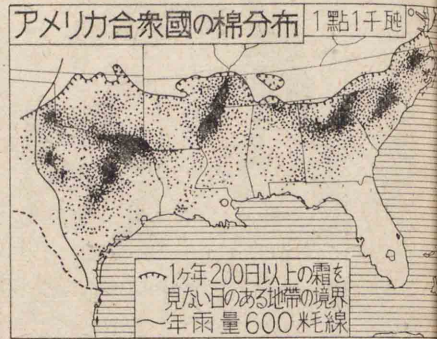 アメリカ合衆國の棉分布
1點1千瓲
1ヶ年200日以上の霜を
見ない日のある地帶の境界
年雨量600粍線